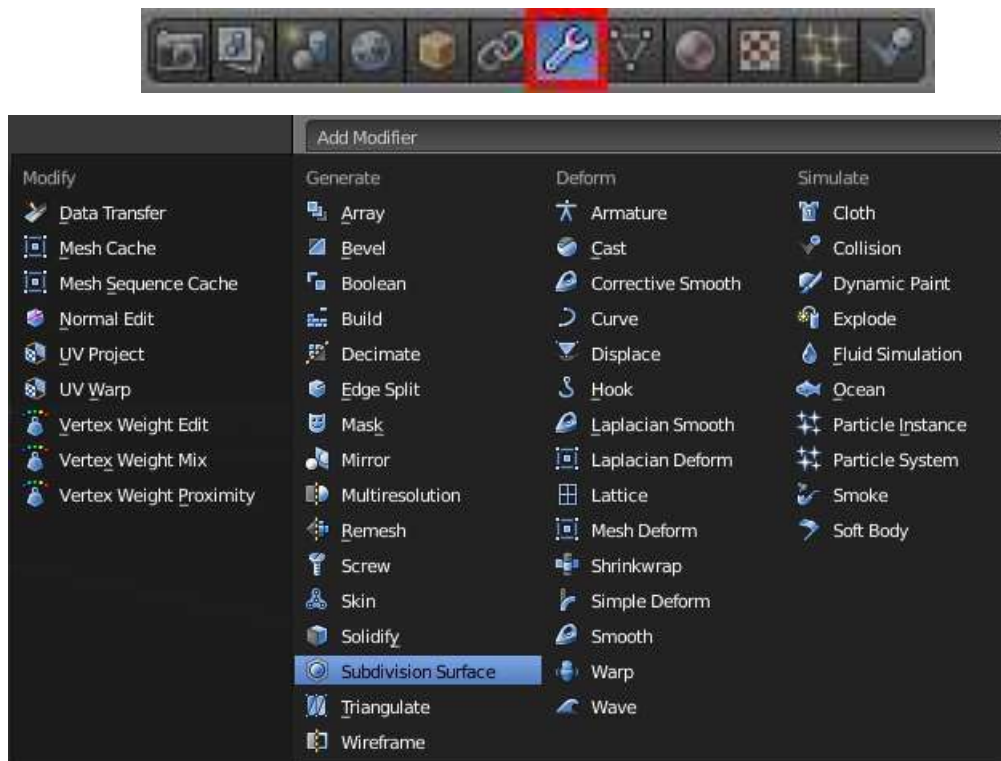 Add Modifier
Modify
Data Transfer
Mesh Cache
Mesh Sequence Cache
Normal Edit
UV Project
UV Warp
Vertex Weight Edit
Vertex Weight Mix
Vertex Weight Proximity
Generate
Array
Bevel
Boolean
Build
Decimate
Edge Split
Mask
Mirror
Multiresolution
Remesh
Screw
Skin
Solidify
Subdivision Surface
Triangulate
Wireframe
Deform
Armature
Cast
Corrective Smooth
Curve
Displace
Hook
Laplacian Smooth
Laplacian Deform
Lattice
Mesh Deform
Shrinkwrap
Simple Deform
Smooth
Warp
Wave
Simulate
Cloth
Collision
Dynamic Paint
Explode
Fluid Simulation
Ocean
Particle Instance
Particle System
Smoke
Soft Body